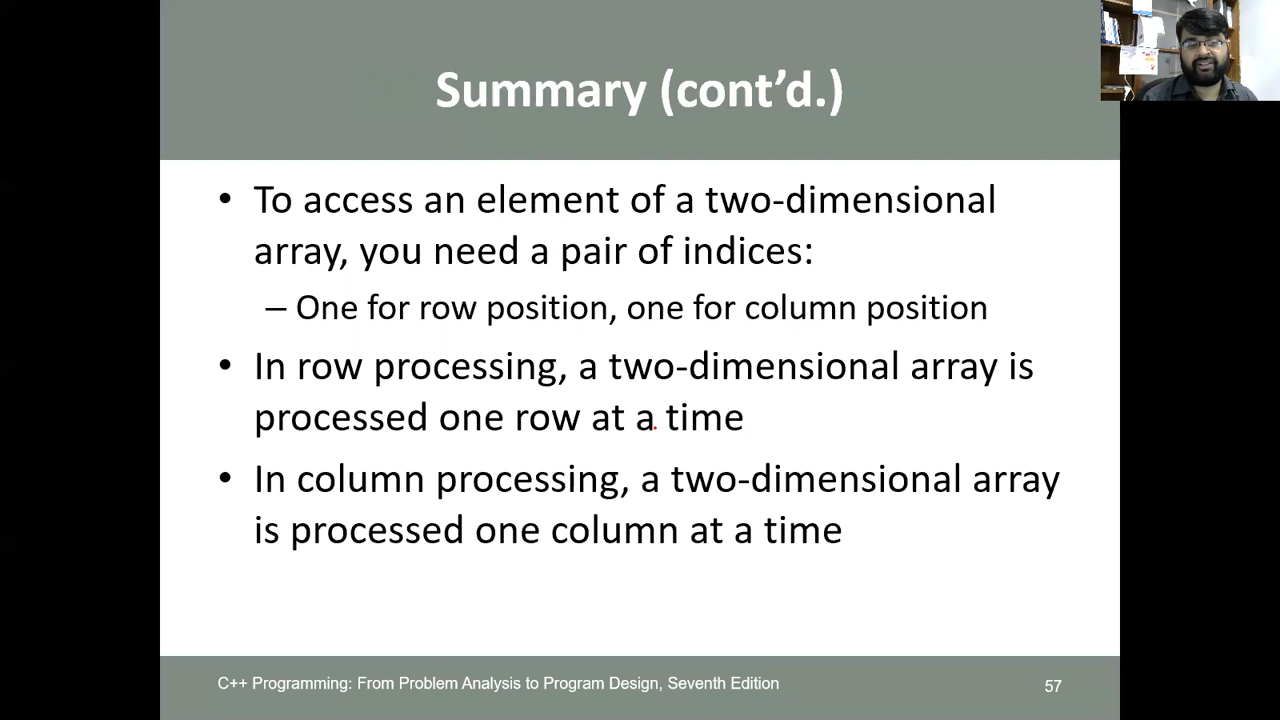 Summary (cont’d.)
• To access an element of a two-dimensional
array, you need a pair of indices:
– One for row position, one for column position
• In row processing, a two-dimensional array is
processed one row at a time
• In column processing, a two-dimensional array
is processed one column at a time
C++ Programming: From Problem Analysis to Program Design, Seventh Edition
57